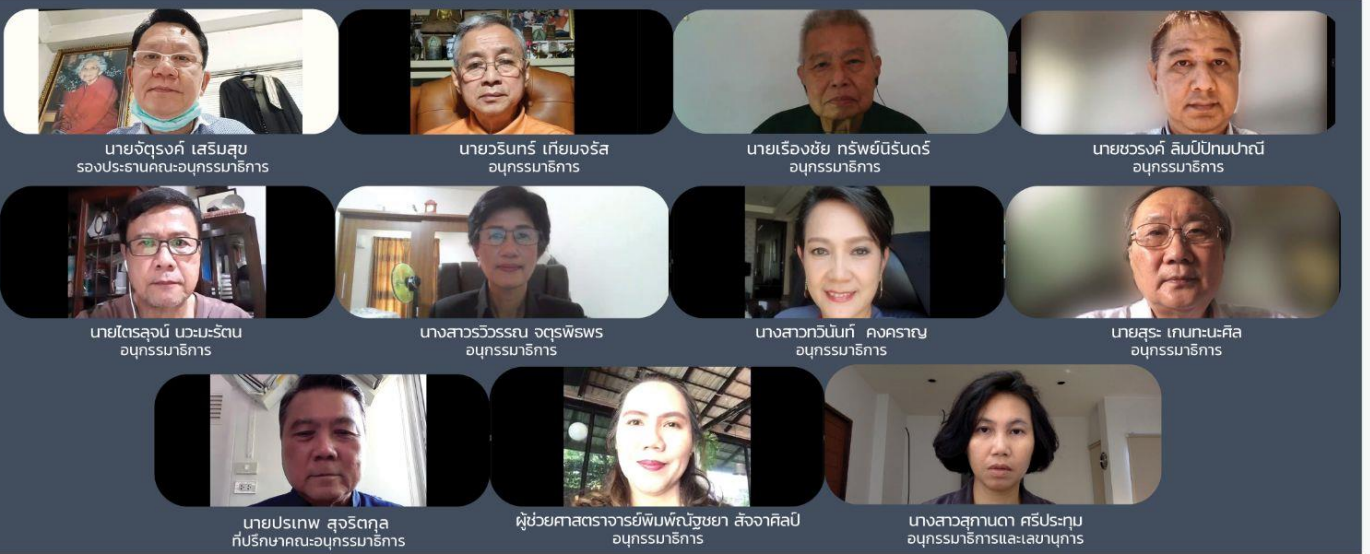 นายจัตุรงค์ เสริมสุข
รองประธานคณะอนุกรรมาธิการ
นายวรินทร์ เทียมจรัส
อนุกรรมาธิการ
นายเรืองชัย ทรัพย์นิรันดร์
อนุกรรมาธิการ
นายชวรงค์ ลิมป์ปัทมปาณี
อนุกรรมาธิการ
นายไตรลุจน์ นวะมะรัตน
อนุกรรมาธิการ
นางสาวรวิวรรณ จตุรพิธพร
อนุกรรมาธิการ
นางสาวทวินันท์ คงคราญ
อนุกรรมาธิการ
นายสุระ เกนทะนะศิล
อนุกรรมาธิการ
นายปรเทพ สุจริตกุล
ที่ปรึกษาคณะอนุกรรมาธิการ
ผู้ช่วยศาสตราจารย์พิมพ์ณัฐชยา สัจจาศิลป์
อนุกรรมาธิการ
นางสาวสุกานดา ศรีประทุม
อนุกรรมาธิการและเลขานุการ